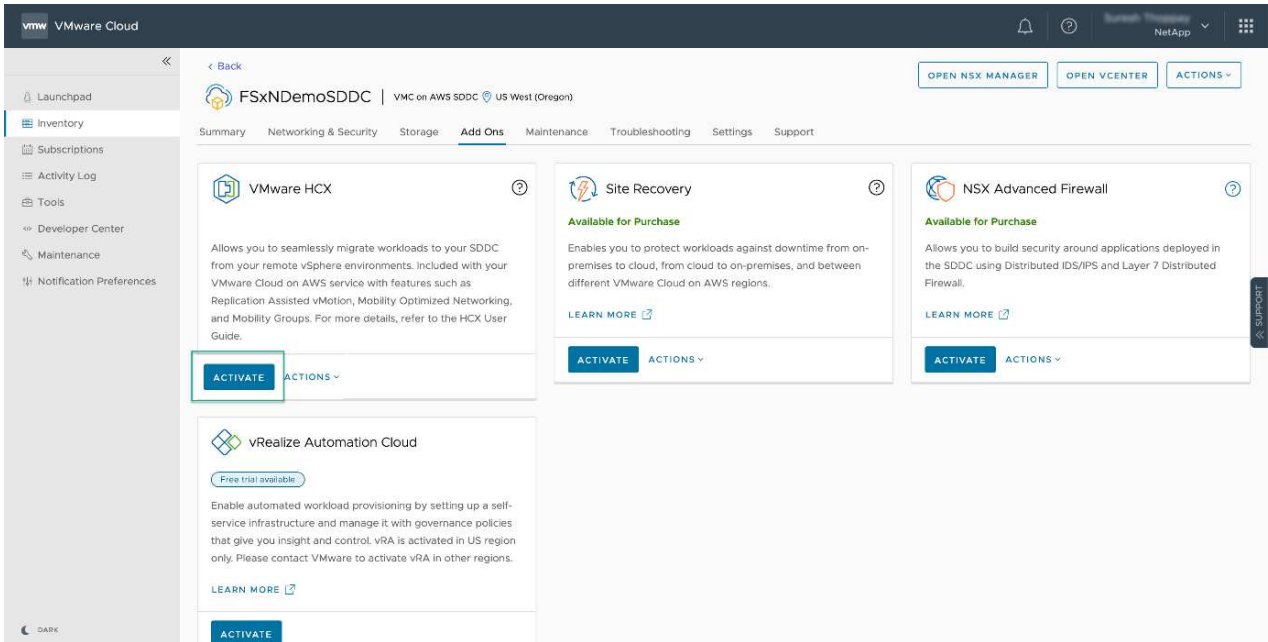 vmw VMware Cloud
NetApp
Launchpad
Inventory
Subscriptions
Activity Log
Tools
Developer Center
Maintenance
Notification Preferences
DARK
Back
FSxNDemoSDDC | VMC on AWS SDDC US West (Oregon)
OPEN NSX MANAGER
OPEN VCENTER
ACTIONS
Summary Networking & Security Storage Add Ons Maintenance Troubleshooting Settings Support
VMware HCX
Allows you to seamlessly migrate workloads to your SDDC
from your remote vSphere environments. Included with your
VMware Cloud on AWS service with features such as
Replication Assisted vMotion, Mobility Optimized Networking,
and Mobility Groups. For more details, refer to the HCX User
Guide.
ACTIVATE ACTIONS
Site Recovery
Available for Purchase
Enables you to protect workloads against downtime from on-
premises to cloud, from cloud to on-premises, and between
different VMware Cloud on AWS regions.
LEARN MORE
ACTIVATE ACTIONS
NSX Advanced Firewall
Available for Purchase
Allows you to build security around applications deployed in
the SDDC using Distributed IDS/IPS and Layer 7 Distributed
Firewall.
LEARN MORE
ACTIVATE ACTIONS
SUPPORT
vRealize Automation Cloud
Free trial available
Enable automated workload provisioning by setting up a self-
service infrastructure and manage it with governance policies
that give you insight and control. vRA is activated in US region
only. Please contact VMware to activate vRA in other regions.
LEARN MORE
ACTIVATE